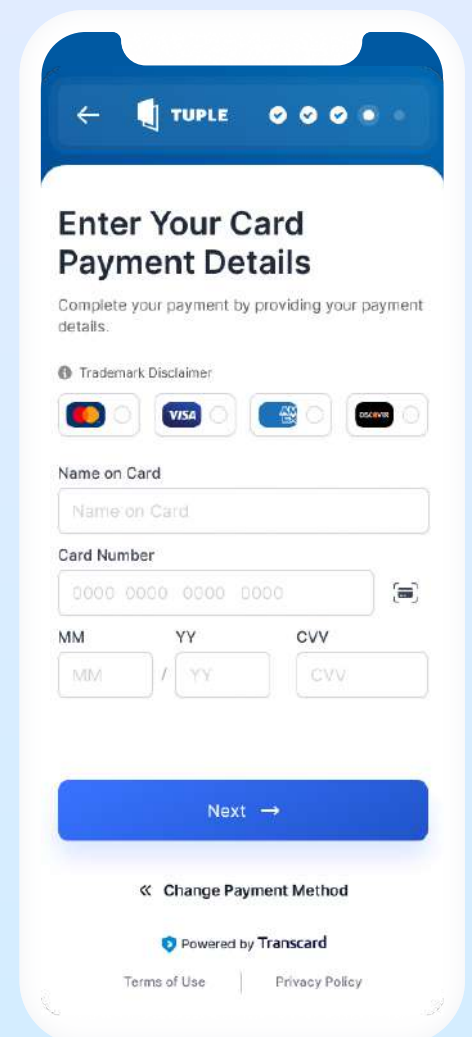 TUPLE
Enter Your Card
Payment Details
Complete your payment by providing your payment
details.
Trademark Disclaimer
VISA
AM
EX
DISCOVER
Name on Card
Name on Card
Card Number
0000 0000 0000 0000
MM YY CVV
MM / YY CVV
Next →
« Change Payment Method
Powered by Transcard
Terms of Use | Privacy Policy